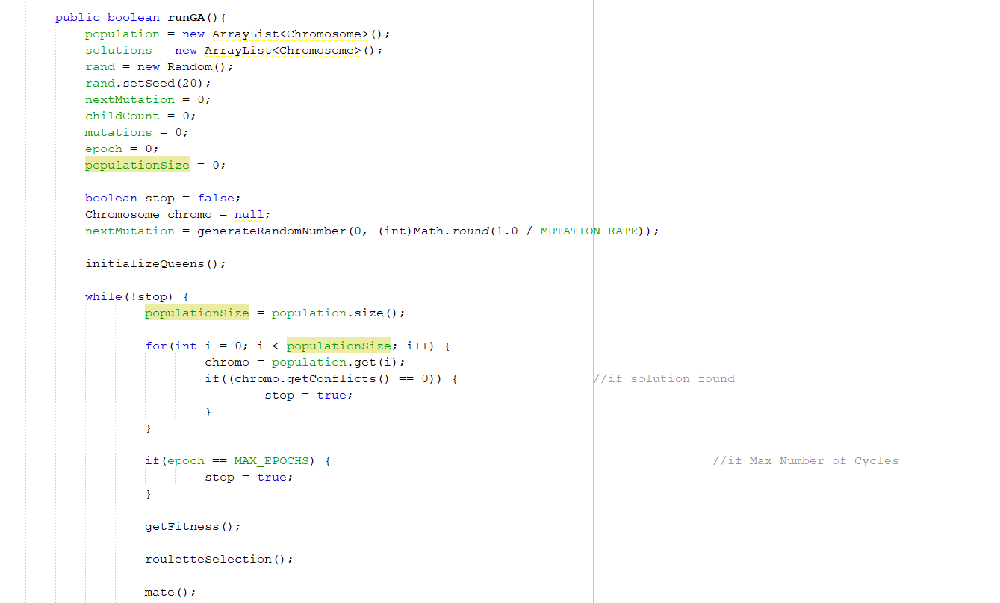 public boolean runGA(){
population = new ArrayList<Chromosome>();
solutions = new ArrayList<Chromosome>();
rand = new Random();
rand.setSeed(20);
nextMutation = 0;
childCount = 0;
mutations = 0;
epoch = 0;
populationSize = 0;
boolean stop = false;
Chromosome chromo = null;
nextMutation = generateRandomNumber(0, (int)Math.round(1.0 / MUTATION_RATE));
initializeQueens();
while(!stop) {
populationSize = population.size();
for(int i = 0; i < populationSize; i++) {
chromo = population.get(i);
if((chromo.getConflicts() == 0)) { //if solution found
stop = true;
}
}
if(epoch == MAX_EPOCHS) { //if Max Number of Cycles
stop = true;
}
getFitness();
rouletteSelection();
mate();